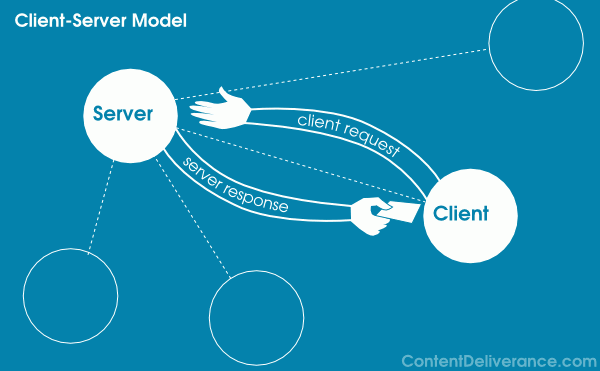 Client-Server Model
Server
client request
server response
Client
ContentDeliverance.com